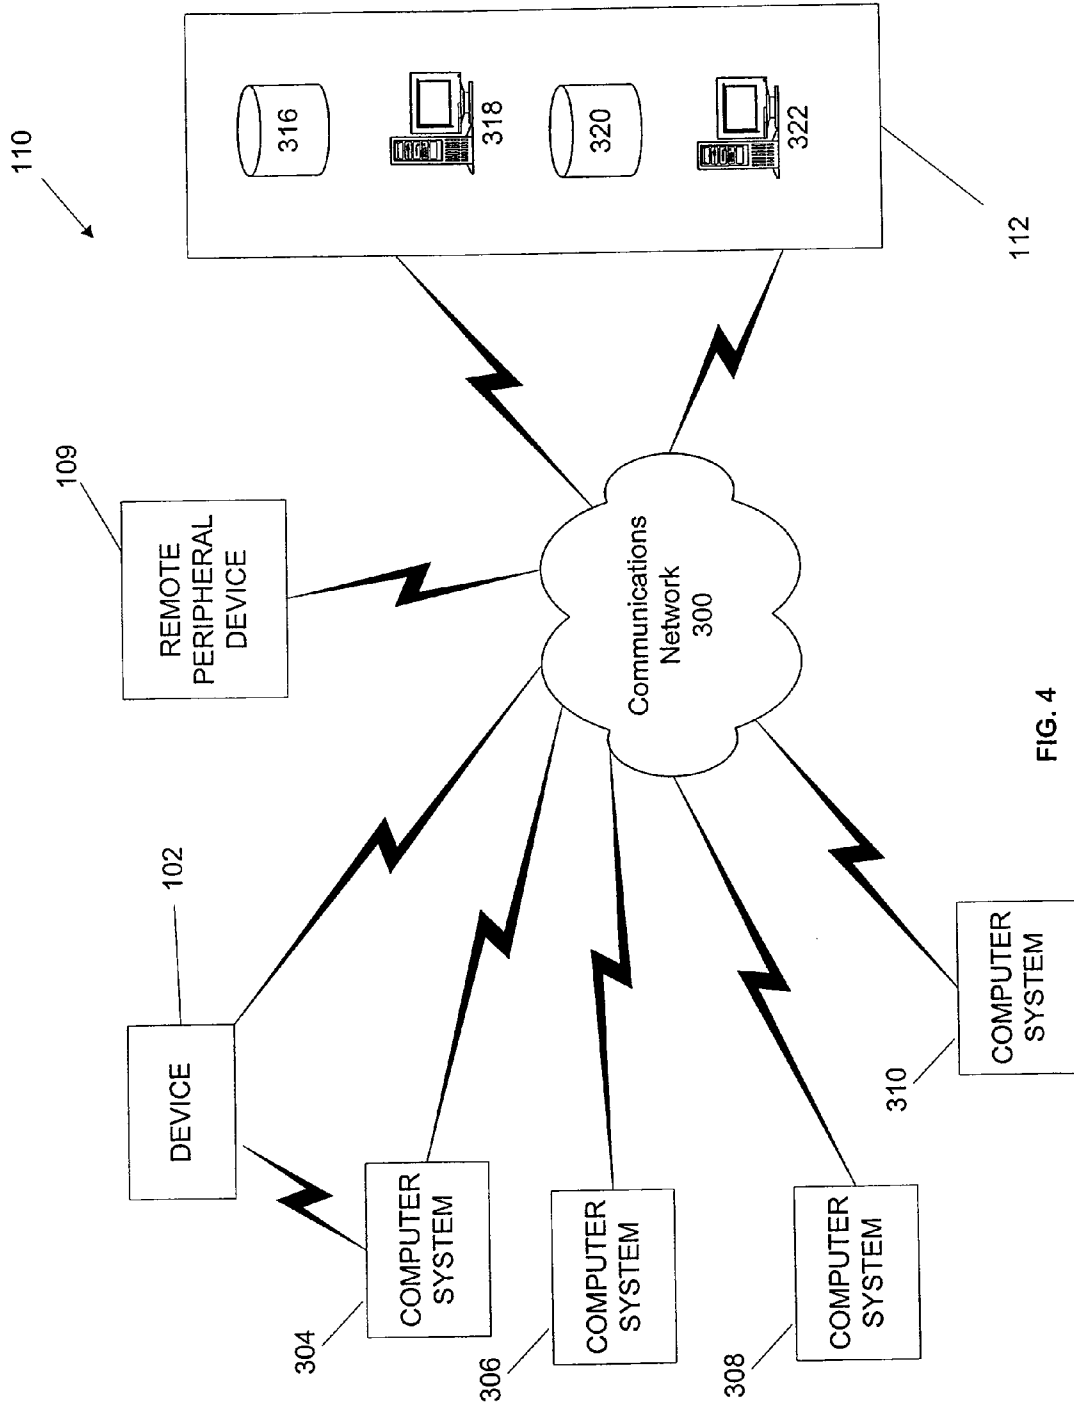 110
102
DEVICE
109
REMOTE
PERIPHERAL
DEVICE
316
318
320
322
112
304
COMPUTER
SYSTEM
306
COMPUTER
SYSTEM
308
COMPUTER
SYSTEM
310
COMPUTER
SYSTEM
Communications
Network
300
FIG. 4